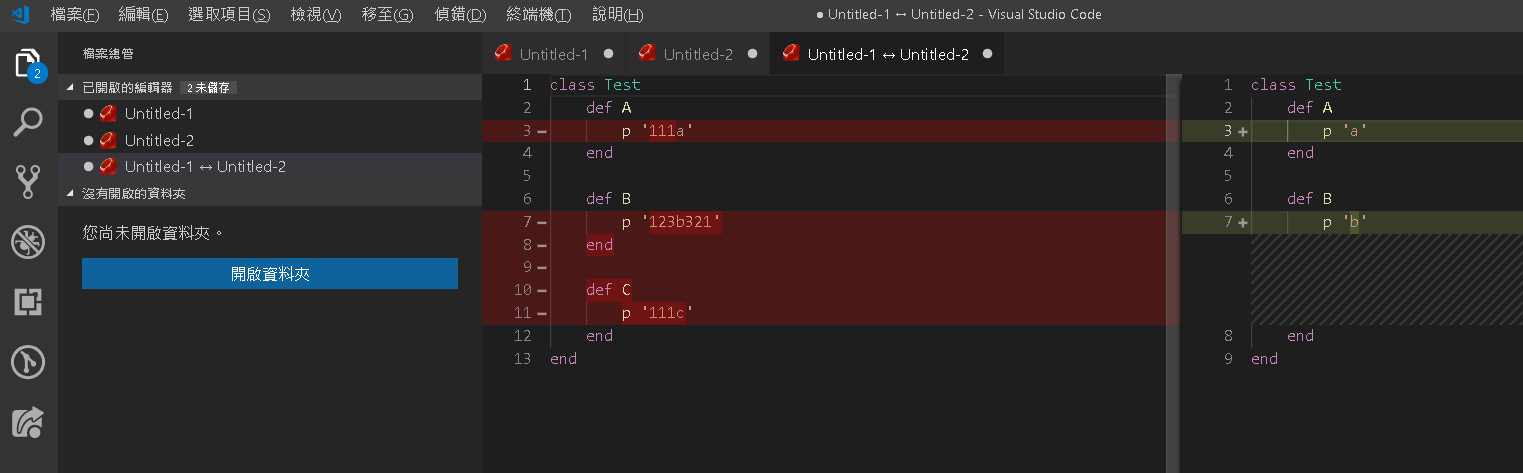 檔案(F) 編輯(E) 選取項目(S) 檢視(V) 移至(G) 偵錯(D) 終端機(T) 說明(H) ● Untitled-1 ↔ Untitled-2 - Visual Studio Code
2
檔案總管
已開啟的編輯器 2 未儲存
● Untitled-1
● Untitled-2
● Untitled-1 ↔ Untitled-2
沒有開啟的資料夾
您尚未開啟資料夾。
開啟資料夾
Untitled-1 ● Untitled-2 ● Untitled-1 ↔ Untitled-2 ●
1 class Test
2 def A
3 - p '111a'
4 end
5
6 def B
7 - p '123b321'
8 - end
9 -
10 - def C
11 - p '111c'
12 end
13 end
1 class Test
2 def A
3 + p 'a'
4 end
5
6 def B
7 + p 'b'
8 end
9 end